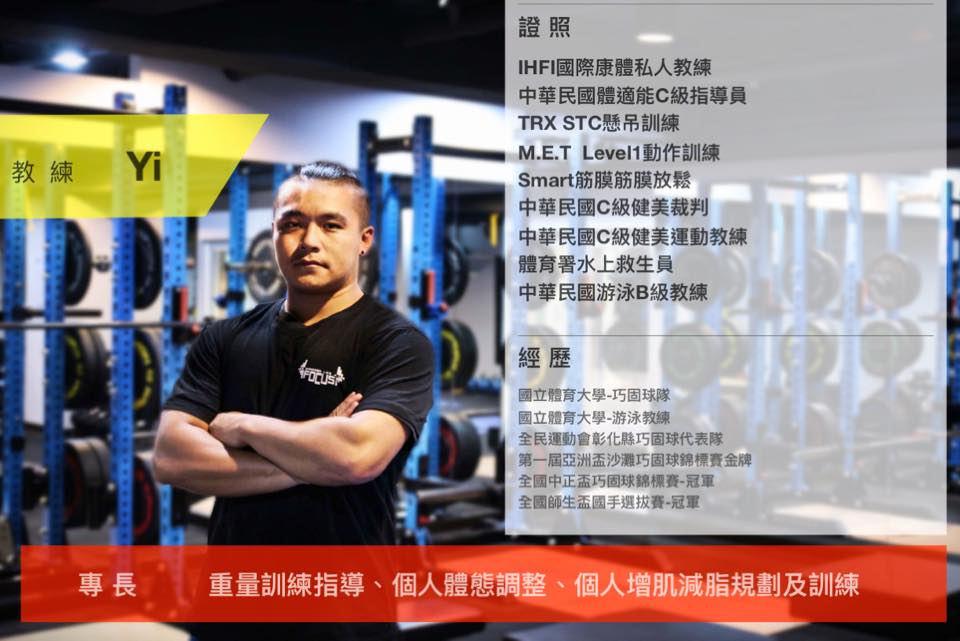 教練 Yi
FOCUS
證照
IHFI國際康體私人教練
中華民國體適能C級指導員
TRX STC懸吊訓練
M.E.T Level1動作訓練
Smart筋膜筋膜放鬆
中華民國C級健美裁判
中華民國C級健美運動教練
體育署水上救生員
中華民國游泳B級教練
經歷
國立體育大學-巧固球隊
國立體育大學-游泳教練
全民運動會彰化縣巧固球代表隊
第一屆亞洲盃沙灘巧固球錦標賽金牌
全國中正盃巧固球錦標賽-冠軍
全國師生盃國手選拔賽-冠軍
專長 重量訓練指導、個人體態調整、個人增肌減脂規劃及訓練